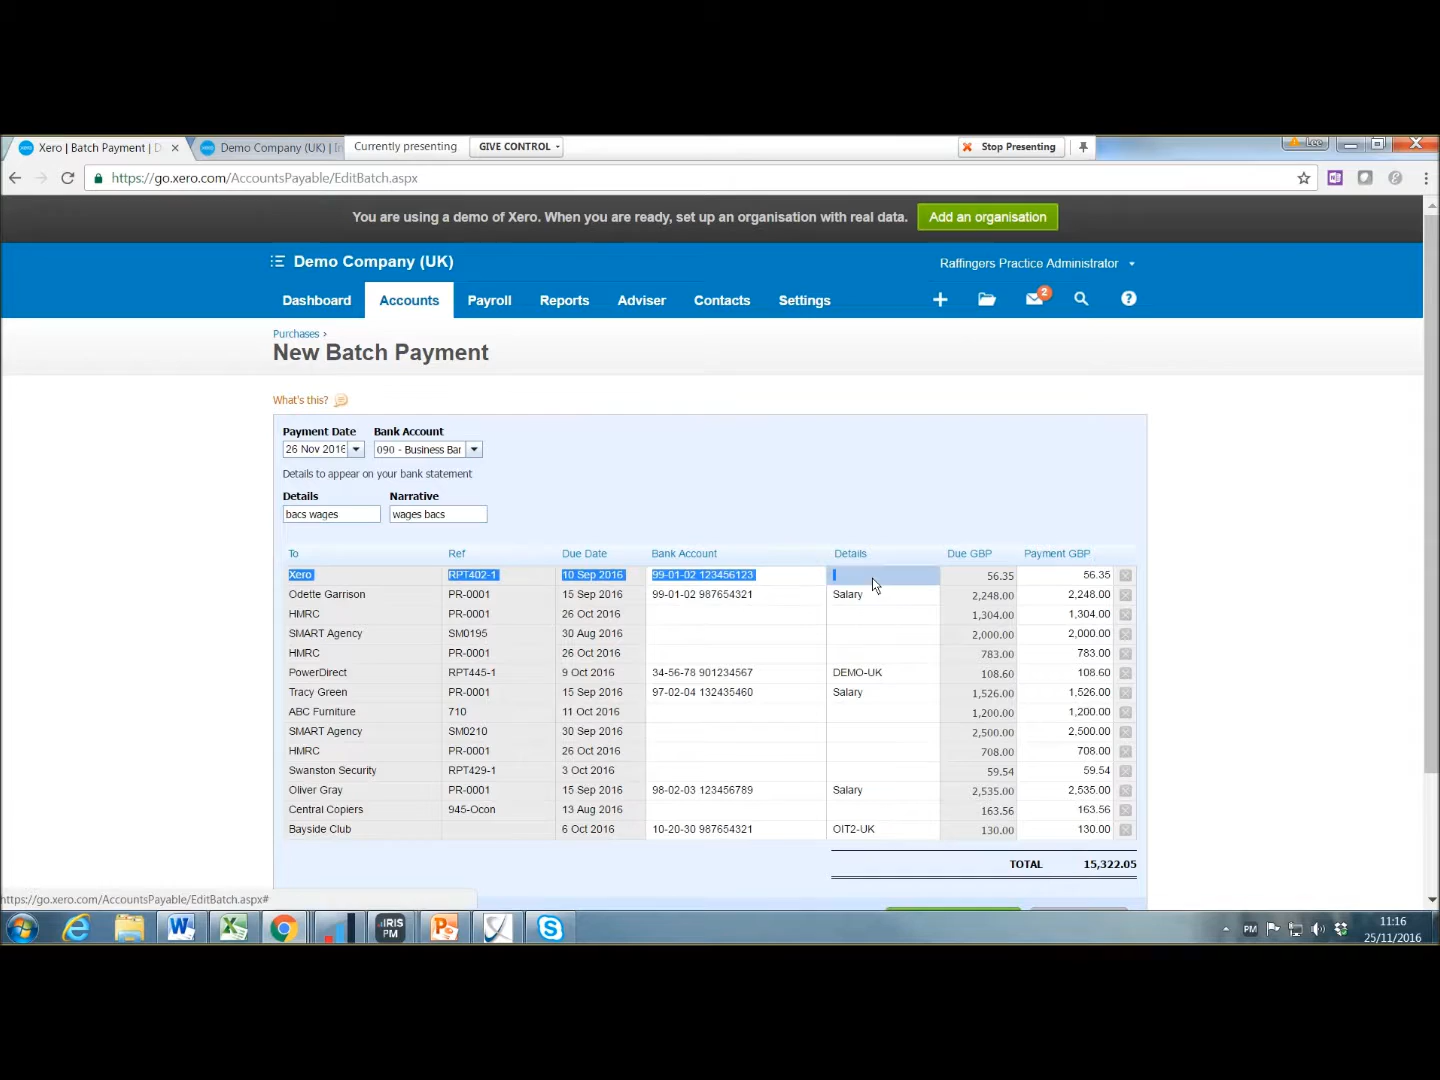 Xero | Batch Payment | D
Demo Company (UK) | In
Currently presenting
GIVE CONTROL
Stop Presenting
Lee
https://go.xero.com/AccountsPayable/EditBatch.aspx
You are using a demo of Xero. When you are ready, set up an organisation with real data.
Add an organisation
Demo Company (UK)
Raffingers Practice Administrator
Dashboard Accounts Payroll Reports Adviser Contacts Settings
2
Purchases ›
New Batch Payment
What's this?
Payment Date Bank Account
26 Nov 2016 090 - Business Bar
Details to appear on your bank statement
Details Narrative
bacs wages wages bacs
To Ref Due Date Bank Account Details Due GBP Payment GBP
Xero RPT402-1 10 Sep 2016 99-01-02 123456123 56.35 56.35
Odette Garrison PR-0001 15 Sep 2016 99-01-02 987654321 Salary 2,248.00 2,248.00
HMRC PR-0001 26 Oct 2016 1,304.00 1,304.00
SMART Agency SM0195 30 Aug 2016 2,000.00 2,000.00
HMRC PR-0001 26 Oct 2016 783.00 783.00
PowerDirect RPT445-1 9 Oct 2016 34-56-78 901234567 DEMO-UK 108.60 108.60
Tracy Green PR-0001 15 Sep 2016 97-02-04 132435460 Salary 1,526.00 1,526.00
ABC Furniture 710 11 Oct 2016 1,200.00 1,200.00
SMART Agency SM0210 30 Sep 2016 2,500.00 2,500.00
HMRC PR-0001 26 Oct 2016 708.00 708.00
Swanston Security RPT429-1 3 Oct 2016 59.54 59.54
Oliver Gray PR-0001 15 Sep 2016 98-02-03 123456789 Salary 2,535.00 2,535.00
Central Copiers 945-Ocon 13 Aug 2016 163.56 163.56
Bayside Club 6 Oct 2016 10-20-30 987654321 OIT2-UK 130.00 130.00
TOTAL 15,322.05
https://go.xero.com/AccountsPayable/EditBatch.aspx#
IRIS
PM
PM
11:16
25/11/2016